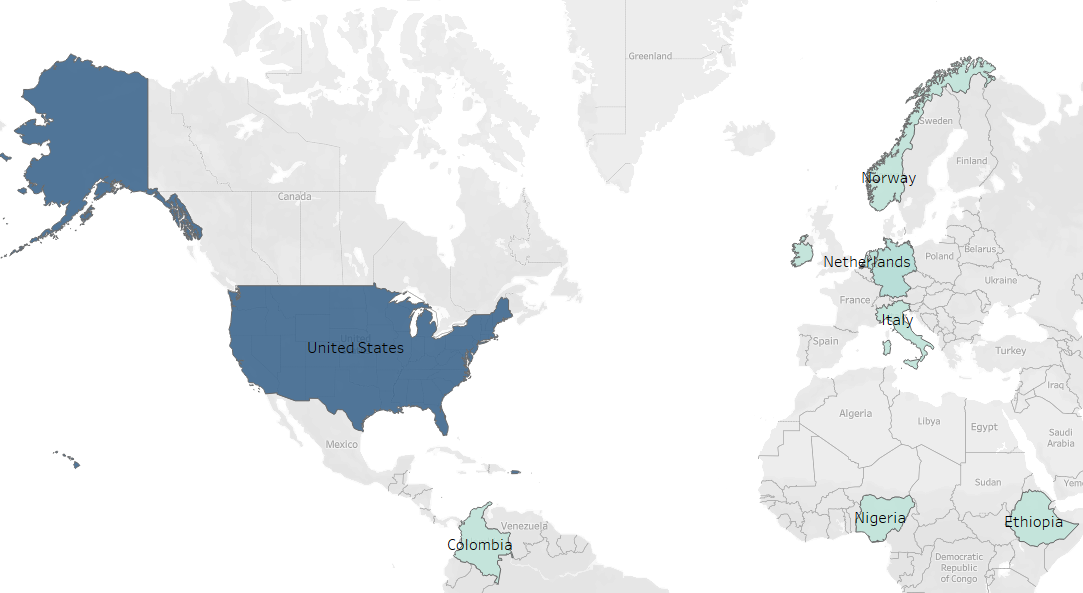 Greenland
Sweden
Finland
Norway
Canada
Belarus
Poland
Netherlands
Ukraine
France
Italy
United States
Spain
Turkey
Iraq
Algeria
Libya
Egypt
Mexico
Saudi
Arabia
Sudan
Yeme
Nigeria
Ethiopia
Venezuela
Colombia
Democratic
Republic
of Congo